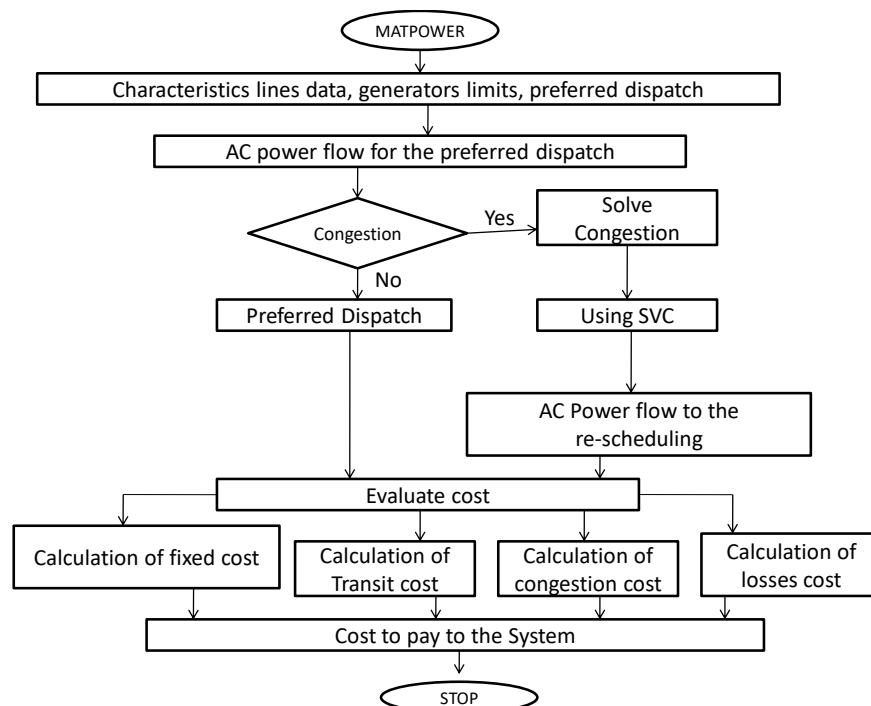 MATPOWER
Characteristics lines data, generators limits, preferred dispatch
AC power flow for the preferred dispatch
Congestion
Yes
Solve
Congestion
No
Preferred Dispatch
Using SVC
AC Power flow to the
re-scheduling
Evaluate cost
Calculation of fixed cost
Calculation of
Transit cost
Calculation of
congestion cost
Calculation of
losses cost
Cost to pay to the System
STOP